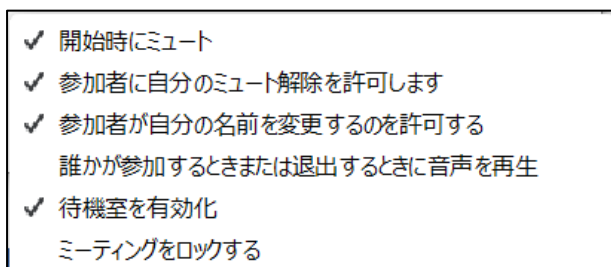 ✓ 開始時にミュート
✓ 参加者に自分のミュート解除を許可します
✓ 参加者が自分の名前を変更するのを許可する
誰かが参加するときまたは退出するときに音声を再生
✓ 待機室を有効化
ミーティングをロックする